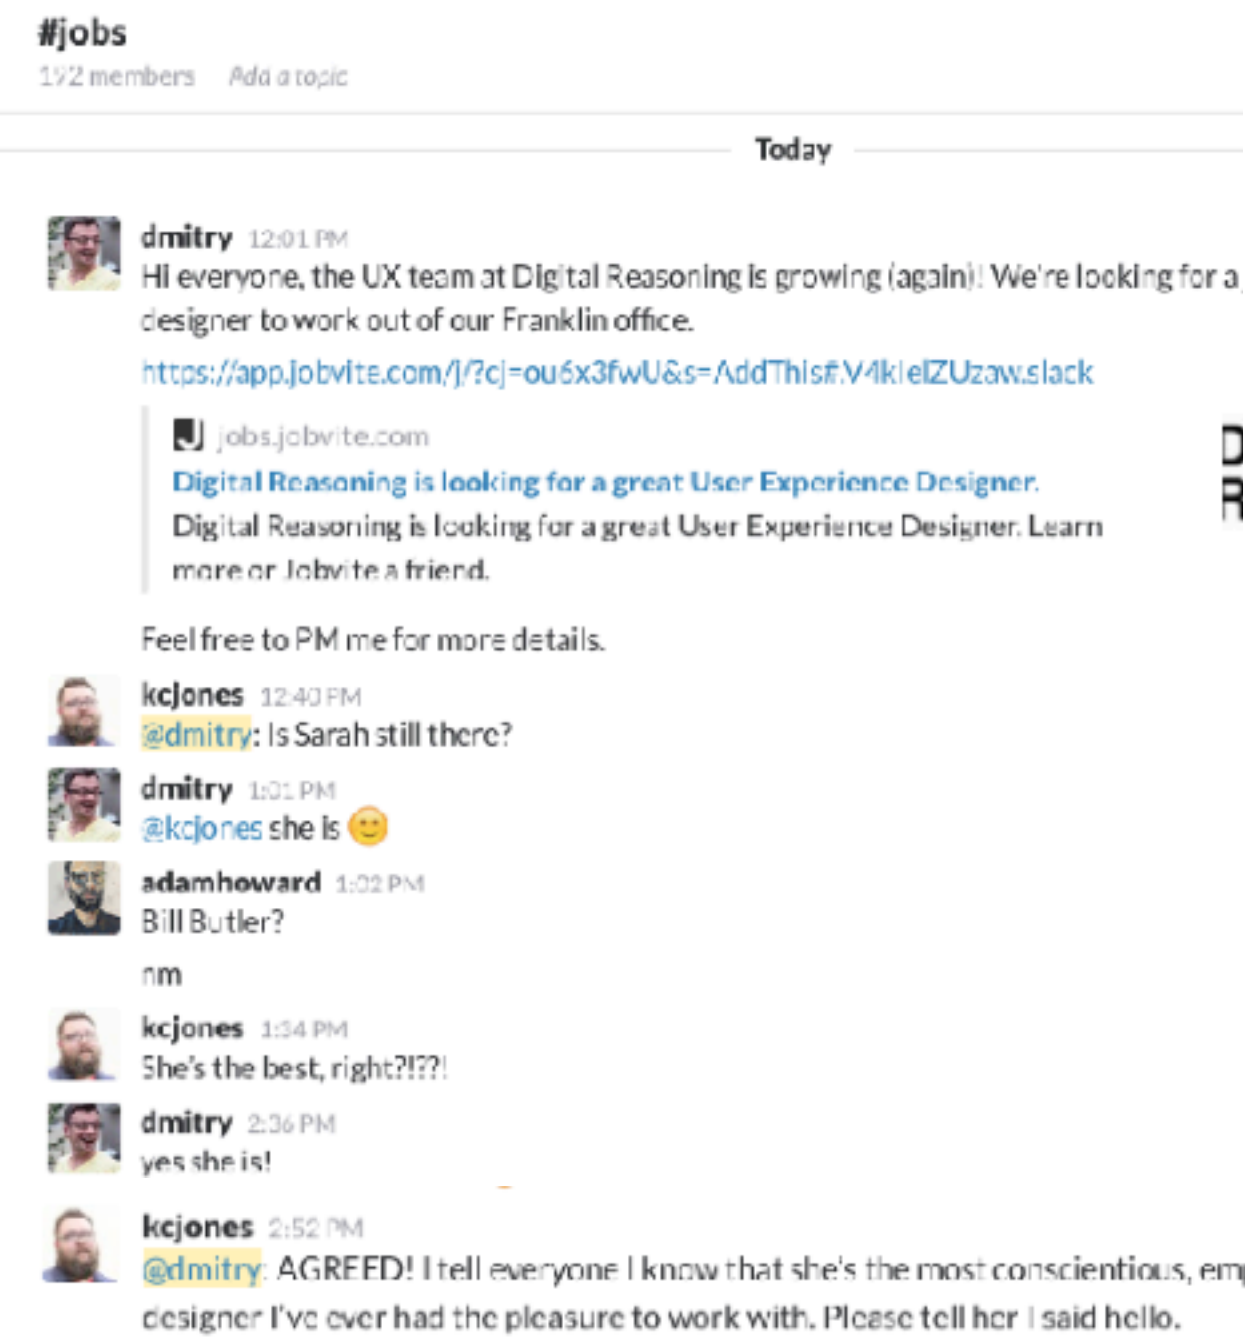 #jobs
192 members Add a topic
Today
dmitry 12:01 PM
Hi everyone, the UX team at Digital Reasoning is growing (again)! We're looking for a
designer to work out of our Franklin office.
https://app.jobvite.com/j/?cj=ou6x3fwU&s=AddThis#.V4kIelZUzaw.slack
jobs.jobvite.com
D
Digital Reasoning is looking for a great User Experience Designer.
R
Digital Reasoning is looking for a great User Experience Designer. Learn
more or Jobvite a friend.
Feel free to PM me for more details.
kcjones 12:40 PM
@dmitry: Is Sarah still there?
dmitry 1:01 PM
@kcjones she is 🙂
adamhoward 1:02 PM
Bill Butler?
nm
kcjones 1:34 PM
She's the best, right?!??!
dmitry 2:36 PM
yes she is!
kcjones 2:52 PM
@dmitry: AGREED! I tell everyone I know that she's the most conscientious, emp
designer I've ever had the pleasure to work with. Please tell her I said hello.